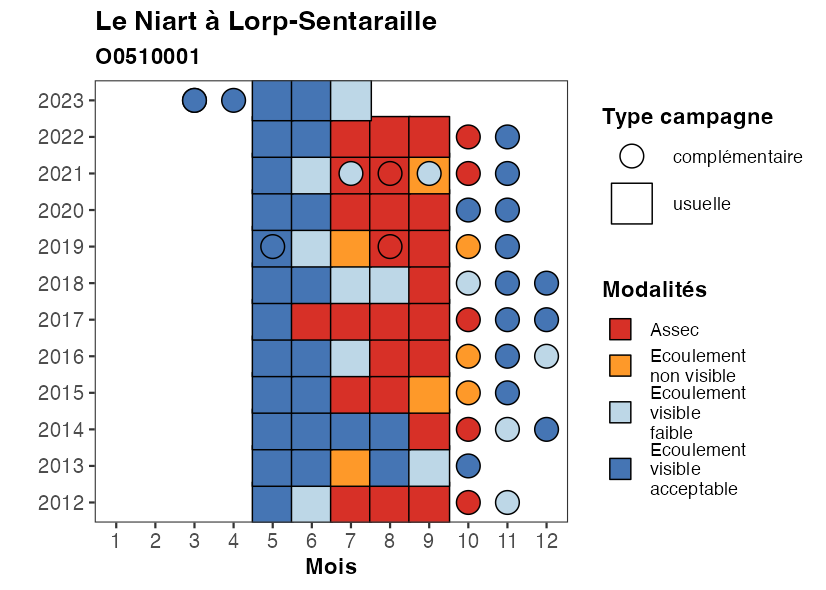 Le Niart à Lorp-Sentaraille
O0510001
2023
2022
2021
2020
2019
2018
2017
2016
2015
2014
2013
2012
1 2 3 4 5 6 7 8 9 10 11 12
Mois
Type campagne
complémentaire
usuelle
Modalités
Assec
Ecoulement
non visible
Ecoulement
visible
faible
Ecoulement
visible
acceptable